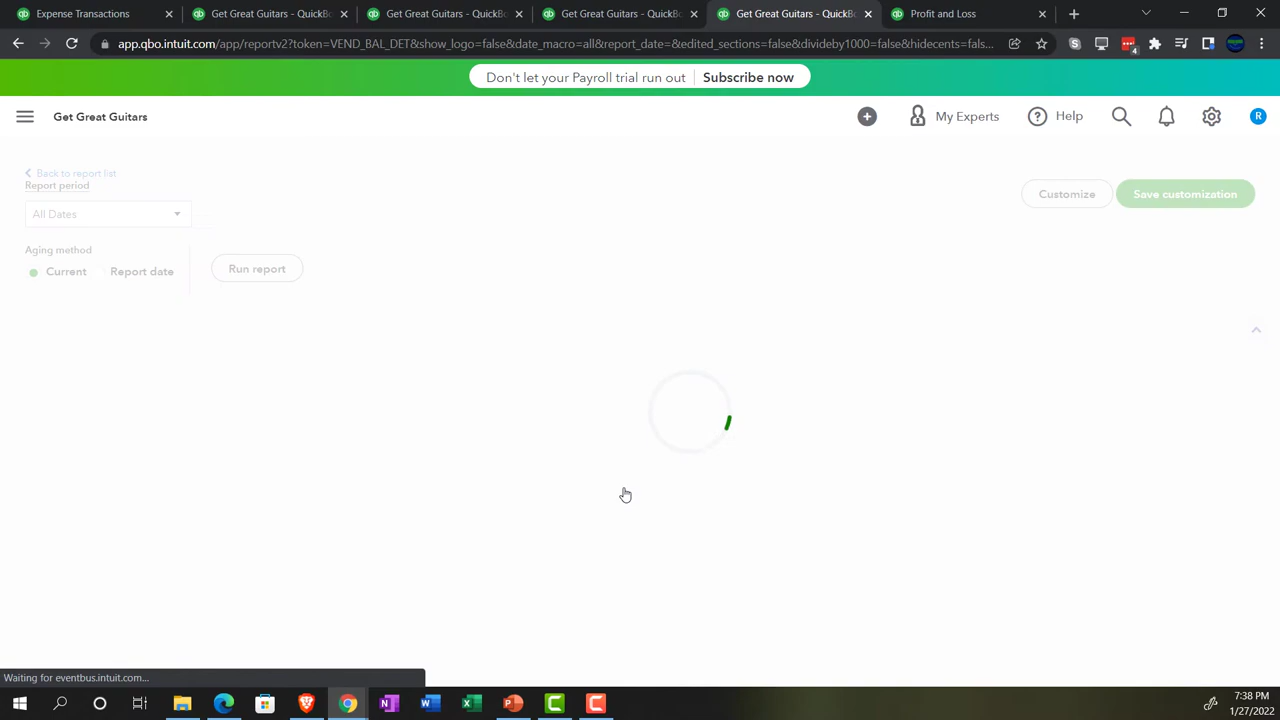 Expense Transactions
Get Great Guitars - QuickBo
Get Great Guitars - QuickBo
Get Great Guitars - QuickBo
Get Great Guitars - QuickBo
Profit and Loss
app.qbo.intuit.com/app/reportv2?token=VEND_BAL_DET&show_logo=false&date_macro=all&report_date=&edited_sections=false&divideby1000=false&hidecents=fals...
4
Don't let your Payroll trial run out Subscribe now
Get Great Guitars
My Experts
Help
R
Back to report list
Report period
All Dates
Customize
Save customization
Aging method
Current
Report date
Run report
Waiting for eventbus.intuit.com...
7:38 PM
1/27/2022